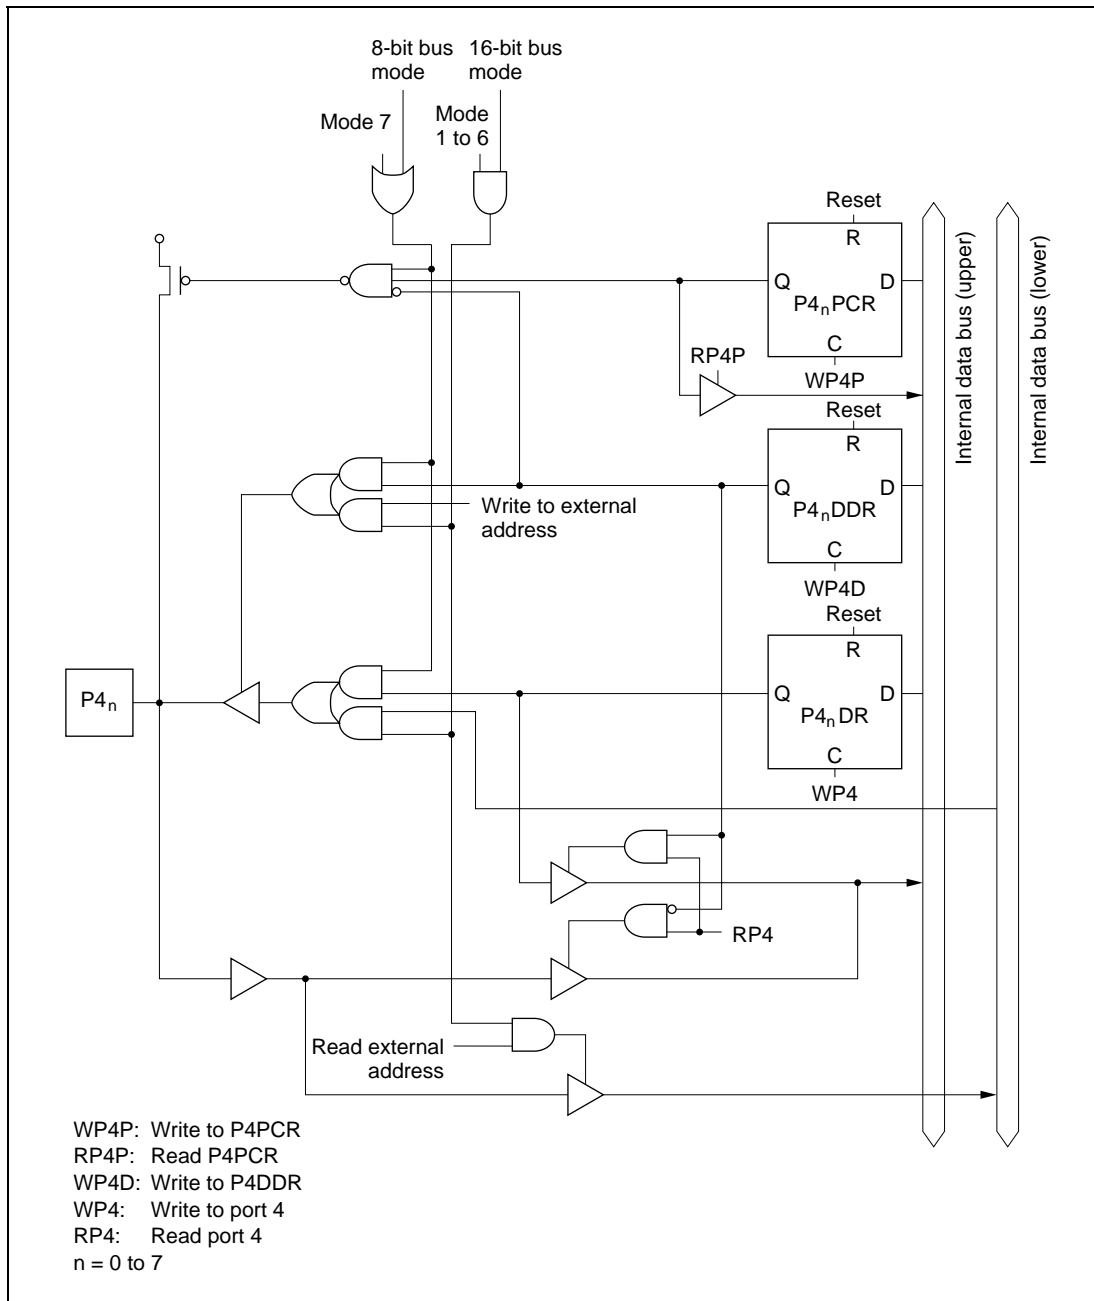 8-bit bus
mode
16-bit bus
mode
Mode 7
Mode
1 to 6
Reset
R
Q
D
P4nPCR
C
WP4P
RP4P
Internal data bus (upper)
Internal data bus (lower)
Reset
R
Q
D
P4nDDR
C
WP4D
Write to external
address
Reset
R
Q
D
P4nDR
C
WP4
P4n
RP4
Read external
address
WP4P: Write to P4PCR
RP4P: Read P4PCR
WP4D: Write to P4DDR
WP4: Write to port 4
RP4: Read port 4
n = 0 to 7